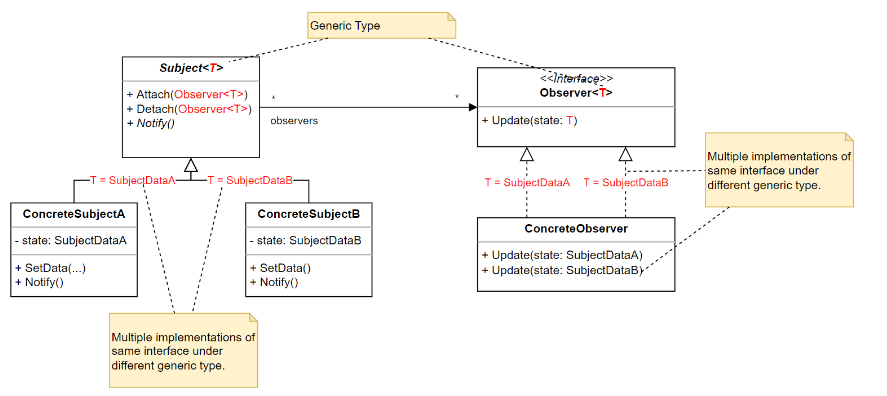 Generic Type
Subject<T>
+ Attach(Observer<T>)
+ Detach(Observer<T>)
+ Notify()
*
*
observers
<<Interface>>
Observer<T>
+ Update(state: T)
T = SubjectDataA
T = SubjectDataB
T = SubjectDataA
T = SubjectDataB
Multiple implementations of
same interface under
different generic type.
ConcreteSubjectA
- state: SubjectDataA
+ SetData(...)
+ Notify()
ConcreteSubjectB
- state: SubjectDataB
+ SetData()
+ Notify()
ConcreteObserver
+ Update(state: SubjectDataA)
+ Update(state: SubjectDataB)
Multiple implementations of
same interface under
different generic type.